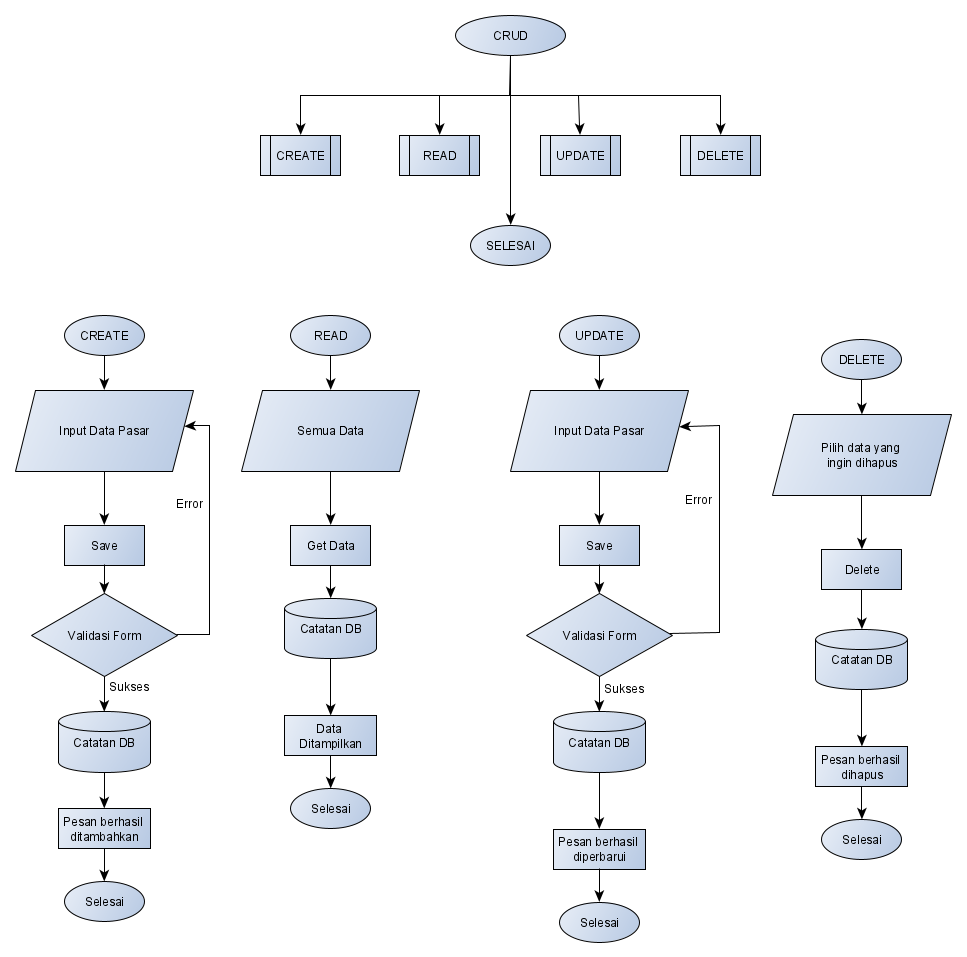 CRUD
CREATE
READ
UPDATE
DELETE
SELESAI
CREATE
Input Data Pasar
Error
Save
Validasi Form
Sukses
Catatan DB
Pesan berhasil
ditambahkan
Selesai
READ
Semua Data
Get Data
Catatan DB
Data
Ditampilkan
Selesai
UPDATE
Input Data Pasar
Error
Save
Validasi Form
Sukses
Catatan DB
Pesan berhasil
diperbarui
Selesai
DELETE
Pilih data yang
ingin dihapus
Delete
Catatan DB
Pesan berhasil
dihapus
Selesai